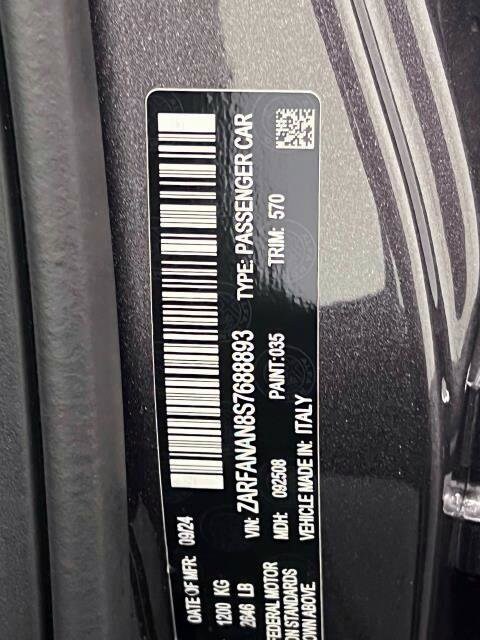 DATE OF MFR: 09/24
1200 KG
2646 LB
FEDERAL MOTOR
STANDARDS
OWN ABOVE.
VIN: ZARFANAN8S7688893 TYPE: PASSENGER CAR
MDH: 092508 PAINT:035 TRIM: 570
VEHICLE MADE IN: ITALY